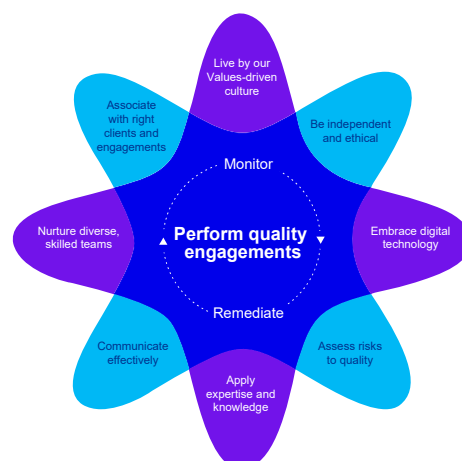 Live by our
Values-driven
culture
Associate
with right
clients and
engagements
Be independent
and ethical
Monitor
Nurture diverse,
skilled teams
Perform quality
engagements
Embrace digital
technology
Remediate
Communicate
effectively
Assess risks
to quality
Apply
expertise and
knowledge